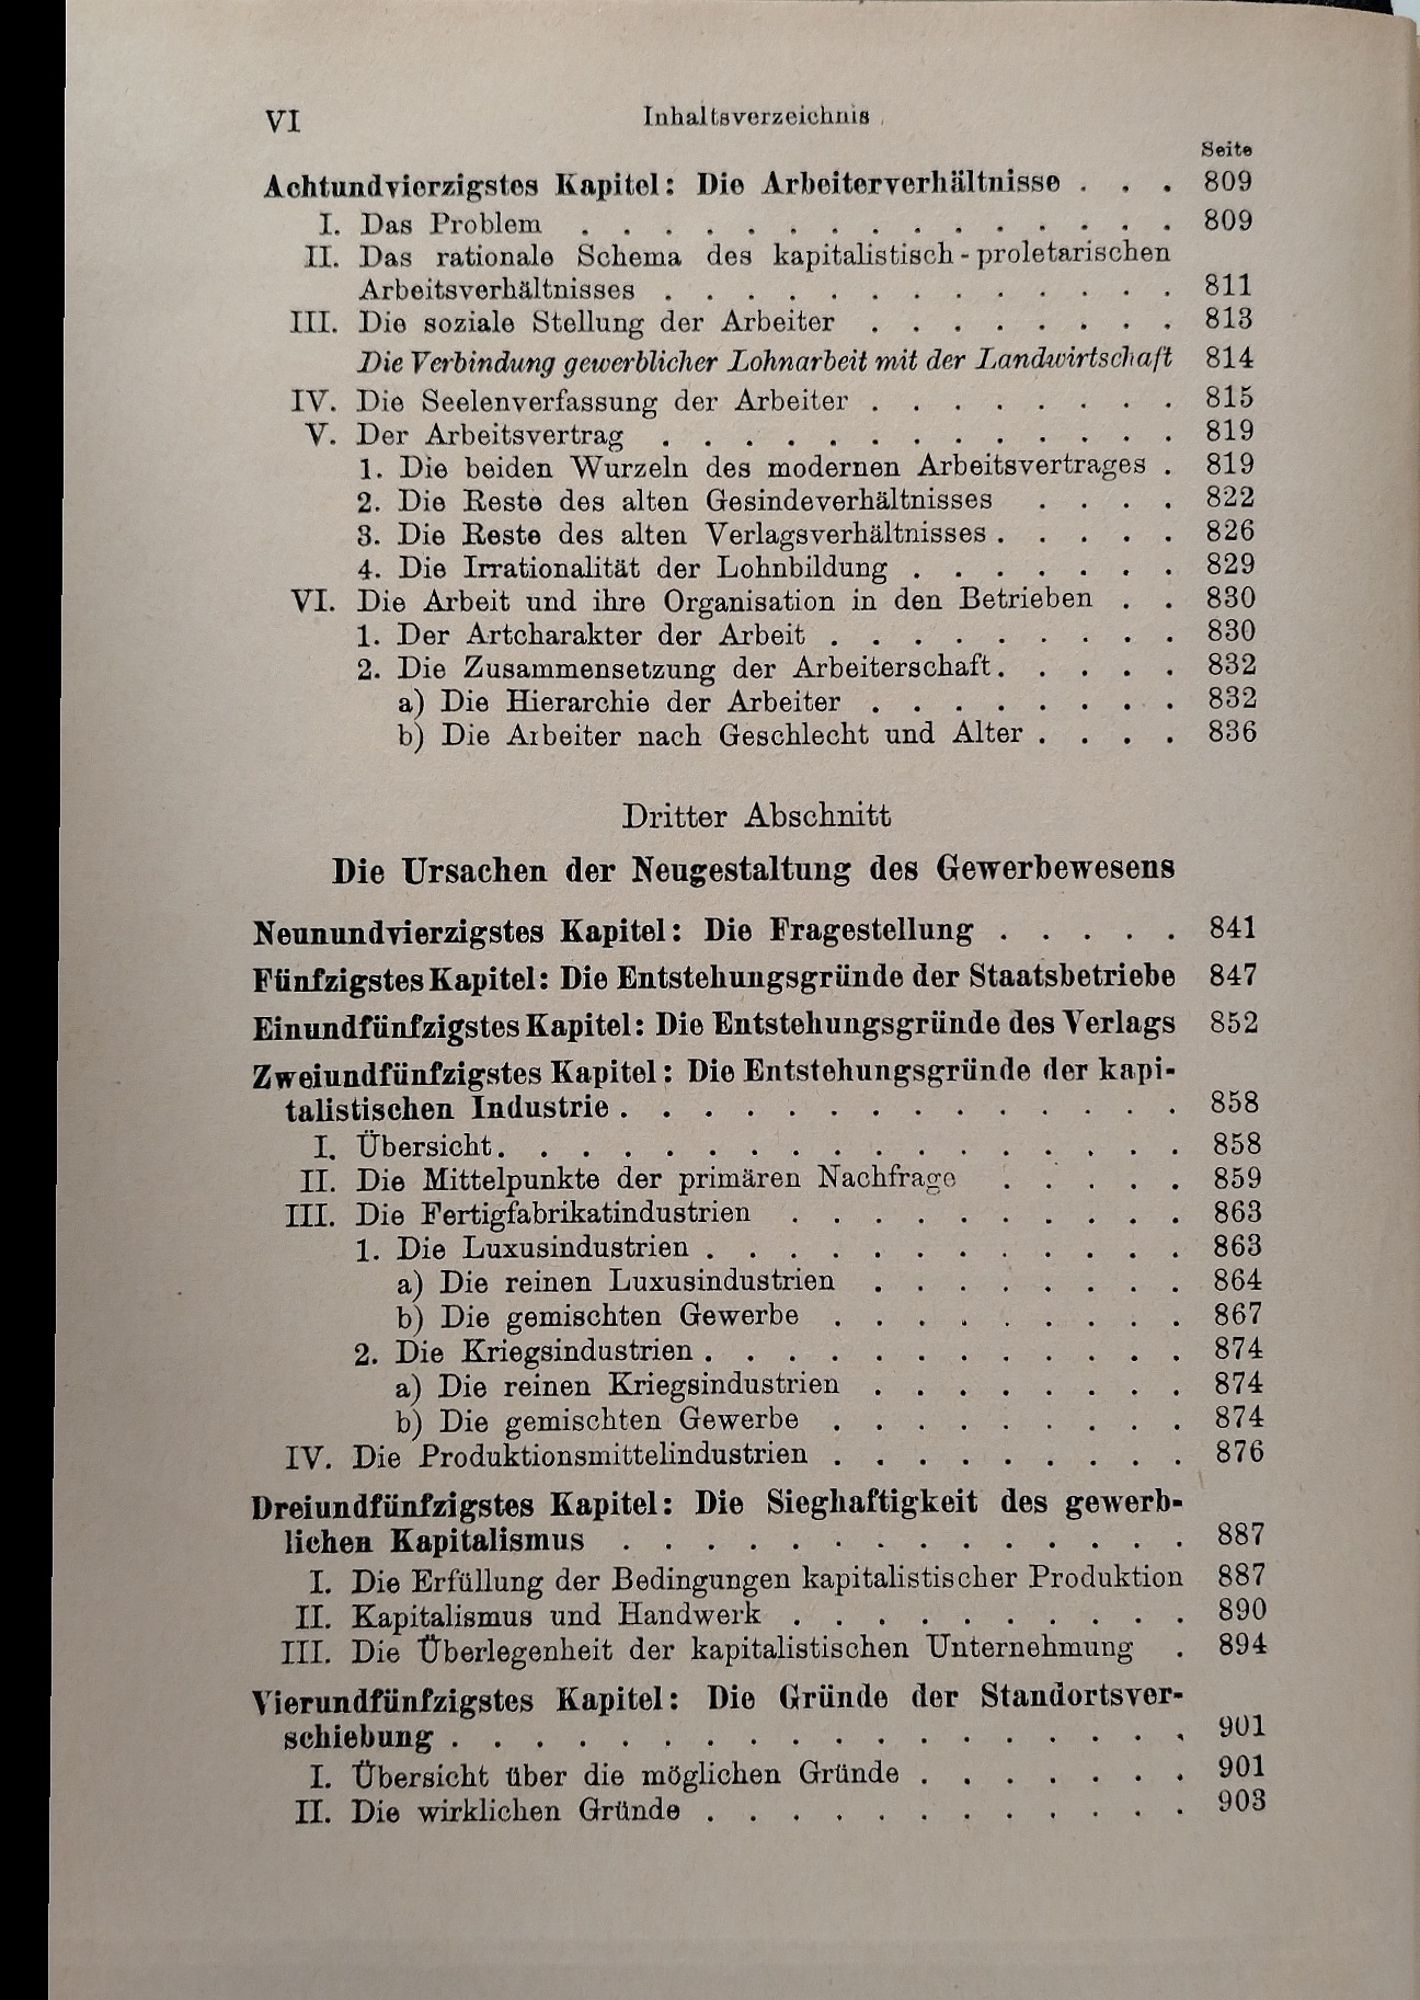 VI Inhaltsverzeichnis
Seite
Achtundvierzigstes Kapitel: Die Arbeiterverhältnisse . . . 809
I. Das Problem . . . . . . . . . . . . . . . 809
II. Das rationale Schema des kapitalistisch-proletarischen
Arbeitsverhältnisses . . . . . . . . . . . . . 811
III. Die soziale Stellung der Arbeiter . . . . . . . . 813
Die Verbindung gewerblicher Lohnarbeit mit der Landwirtschaft 814
IV. Die Seelenverfassung der Arbeiter . . . . . . . . 815
V. Der Arbeitsvertrag . . . . . . . . . . . . . 819
1. Die beiden Wurzeln des modernen Arbeitsvertrages . 819
2. Die Reste des alten Gesindeverhältnisses . . . . 822
3. Die Reste des alten Verlagsverhältnisses . . . . . 826
4. Die Irrationalität der Lohnbildung . . . . . . . 829
VI. Die Arbeit und ihre Organisation in den Betrieben . . 830
1. Der Artcharakter der Arbeit . . . . . . . . . 830
2. Die Zusammensetzung der Arbeiterschaft . . . . . 832
a) Die Hierarchie der Arbeiter . . . . . . . . 832
b) Die Arbeiter nach Geschlecht und Alter . . . . 836
Dritter Abschnitt
Die Ursachen der Neugestaltung des Gewerbewesens
Neunundvierzigstes Kapitel: Die Fragestellung . . . . . 841
Fünfzigstes Kapitel: Die Entstehungsgründe der Staatsbetriebe 847
Einundfünfzigstes Kapitel: Die Entstehungsgründe des Verlags 852
Zweiundfünfzigstes Kapitel: Die Entstehungsgründe der kapi-
talistischen Industrie . . . . . . . . . . . . . . 858
I. Übersicht . . . . . . . . . . . . . . . . . 858
II. Die Mittelpunkte der primären Nachfrage . . . . . 859
III. Die Fertigfabrikatindustrien . . . . . . . . . . 863
1. Die Luxusindustrien . . . . . . . . . . . . 863
a) Die reinen Luxusindustrien . . . . . . . . 864
b) Die gemischten Gewerbe . . . . . . . . . 867
2. Die Kriegsindustrien . . . . . . . . . . . . 874
a) Die reinen Kriegsindustrien . . . . . . . . 874
b) Die gemischten Gewerbe . . . . . . . . . 874
IV. Die Produktionsmittelindustrien . . . . . . . . . 876
Dreiundfünfzigstes Kapitel: Die Sieghaftigkeit des gewerb-
lichen Kapitalismus . . . . . . . . . . . . . . 887
I. Die Erfüllung der Bedingungen kapitalistischer Produktion 887
II. Kapitalismus und Handwerk . . . . . . . . . . 890
III. Die Überlegenheit der kapitalistischen Unternehmung . 894
Vierundfünfzigstes Kapitel: Die Gründe der Standortsver-
schiebung . . . . . . . . . . . . . . . . . . 901
I. Übersicht über die möglichen Gründe . . . . . . . 901
II. Die wirklichen Gründe . . . . . . . . . . . . 903